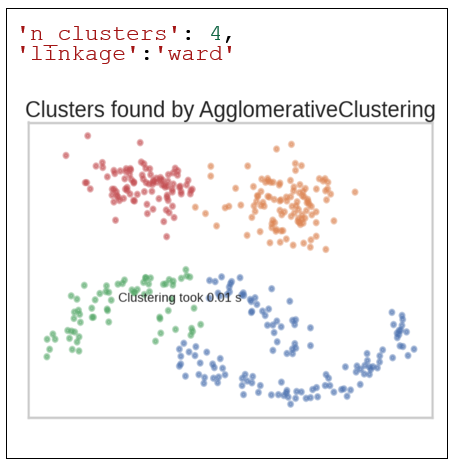 'n_clusters': 4,
'linkage':'ward'
Clusters found by AgglomerativeClustering
Clustering took 0.01 s